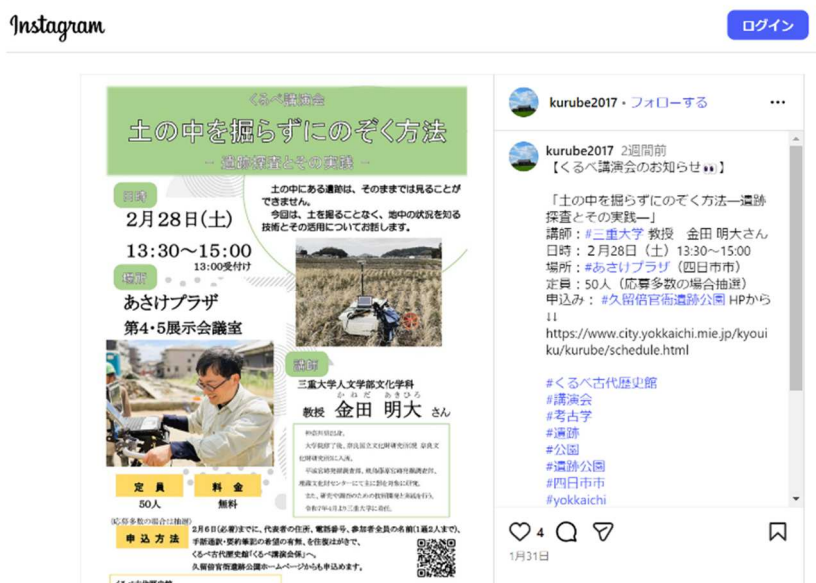 Instagram
ログイン
くるべ講演会
土の中を掘らずにのぞく方法
― 遺跡探査とその実践 ―
日時
2月28日(土)
13:30~15:00
13:00受付け
場所
あさけプラザ
第4・5展示会議室
土の中にある遺跡は、そのままでは見ることが
できません。
今回は、土を掘ることなく、地中の状況を知る
技術とその活用についてお話します。
講師
三重大学人文学部文化学科
かねだ あきひろ
教授 金田 明大 さん
神奈川県出身。
定員
50人
(応募多数の場合は抽選)
料金
無料
申込方法
2月6日(必着)までに、代表者の住所、電話番号、参加者全員の名前(1通2人まで)、
手話通訳・要約筆記の希望の有無、を往復はがきで、
くるべ古代歴史館「くるべ講演会係」へ。
久留倍官衙遺跡公園ホームページからも申込めます。
kurube2017 • フォローする
kurube2017 2週間前
【くるべ講演会のお知らせ👀】
「土の中を掘らずにのぞく方法―遺跡
探査とその実践―」
講師:#三重大学 教授 金田 明大さん
日時:2月28日(土)13:30~15:00
場所:#あさけプラザ(四日市市)
定員:50人(応募多数の場合抽選)
申込み: #久留倍官衙遺跡公園 HPから
↓↓
https://www.city.yokkaichi.mie.jp/kyoui
ku/kurube/schedule.html
#くるべ古代歴史館
#講演会
#考古学
#遺跡
#公園
#遺跡公園
#四日市市
#yokkaichi
4
1月31日